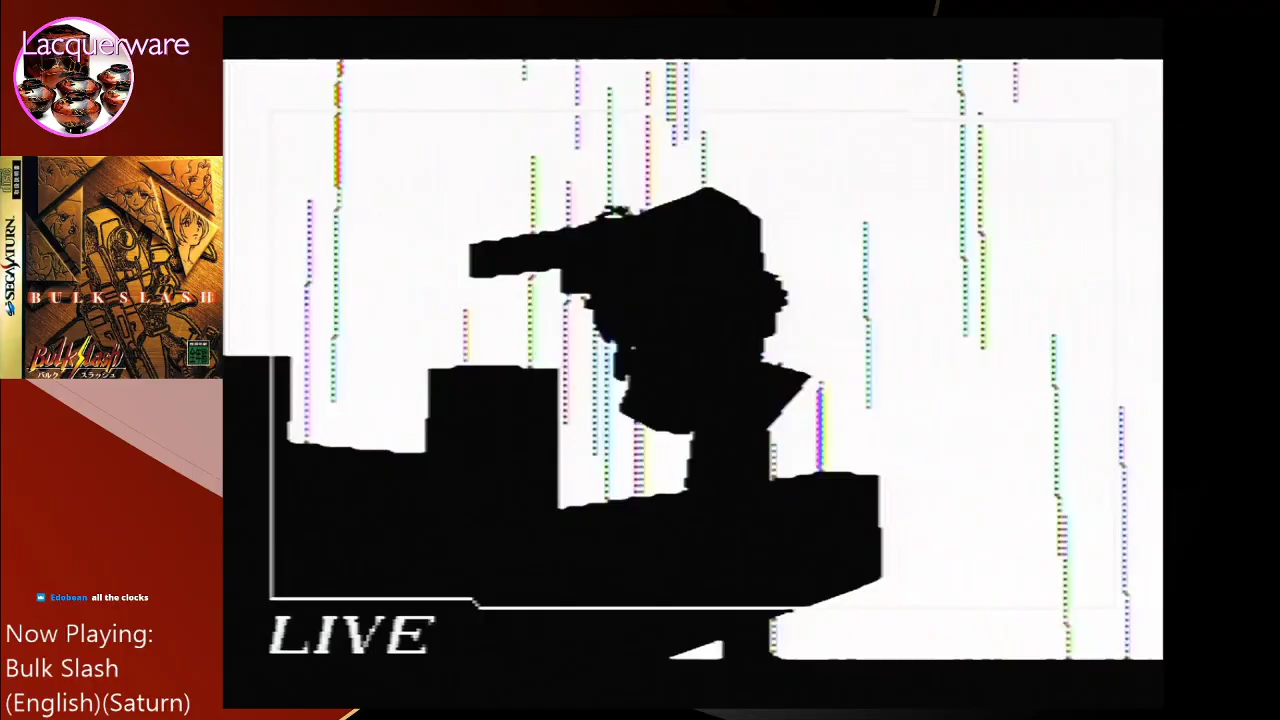 Lacquerware
SEGA SATURN
BULK SLASH
Bulk Slash
バルク スラッシュ
Edobean all the clocks
Now Playing:
Bulk Slash
(English)(Saturn)
LIVE